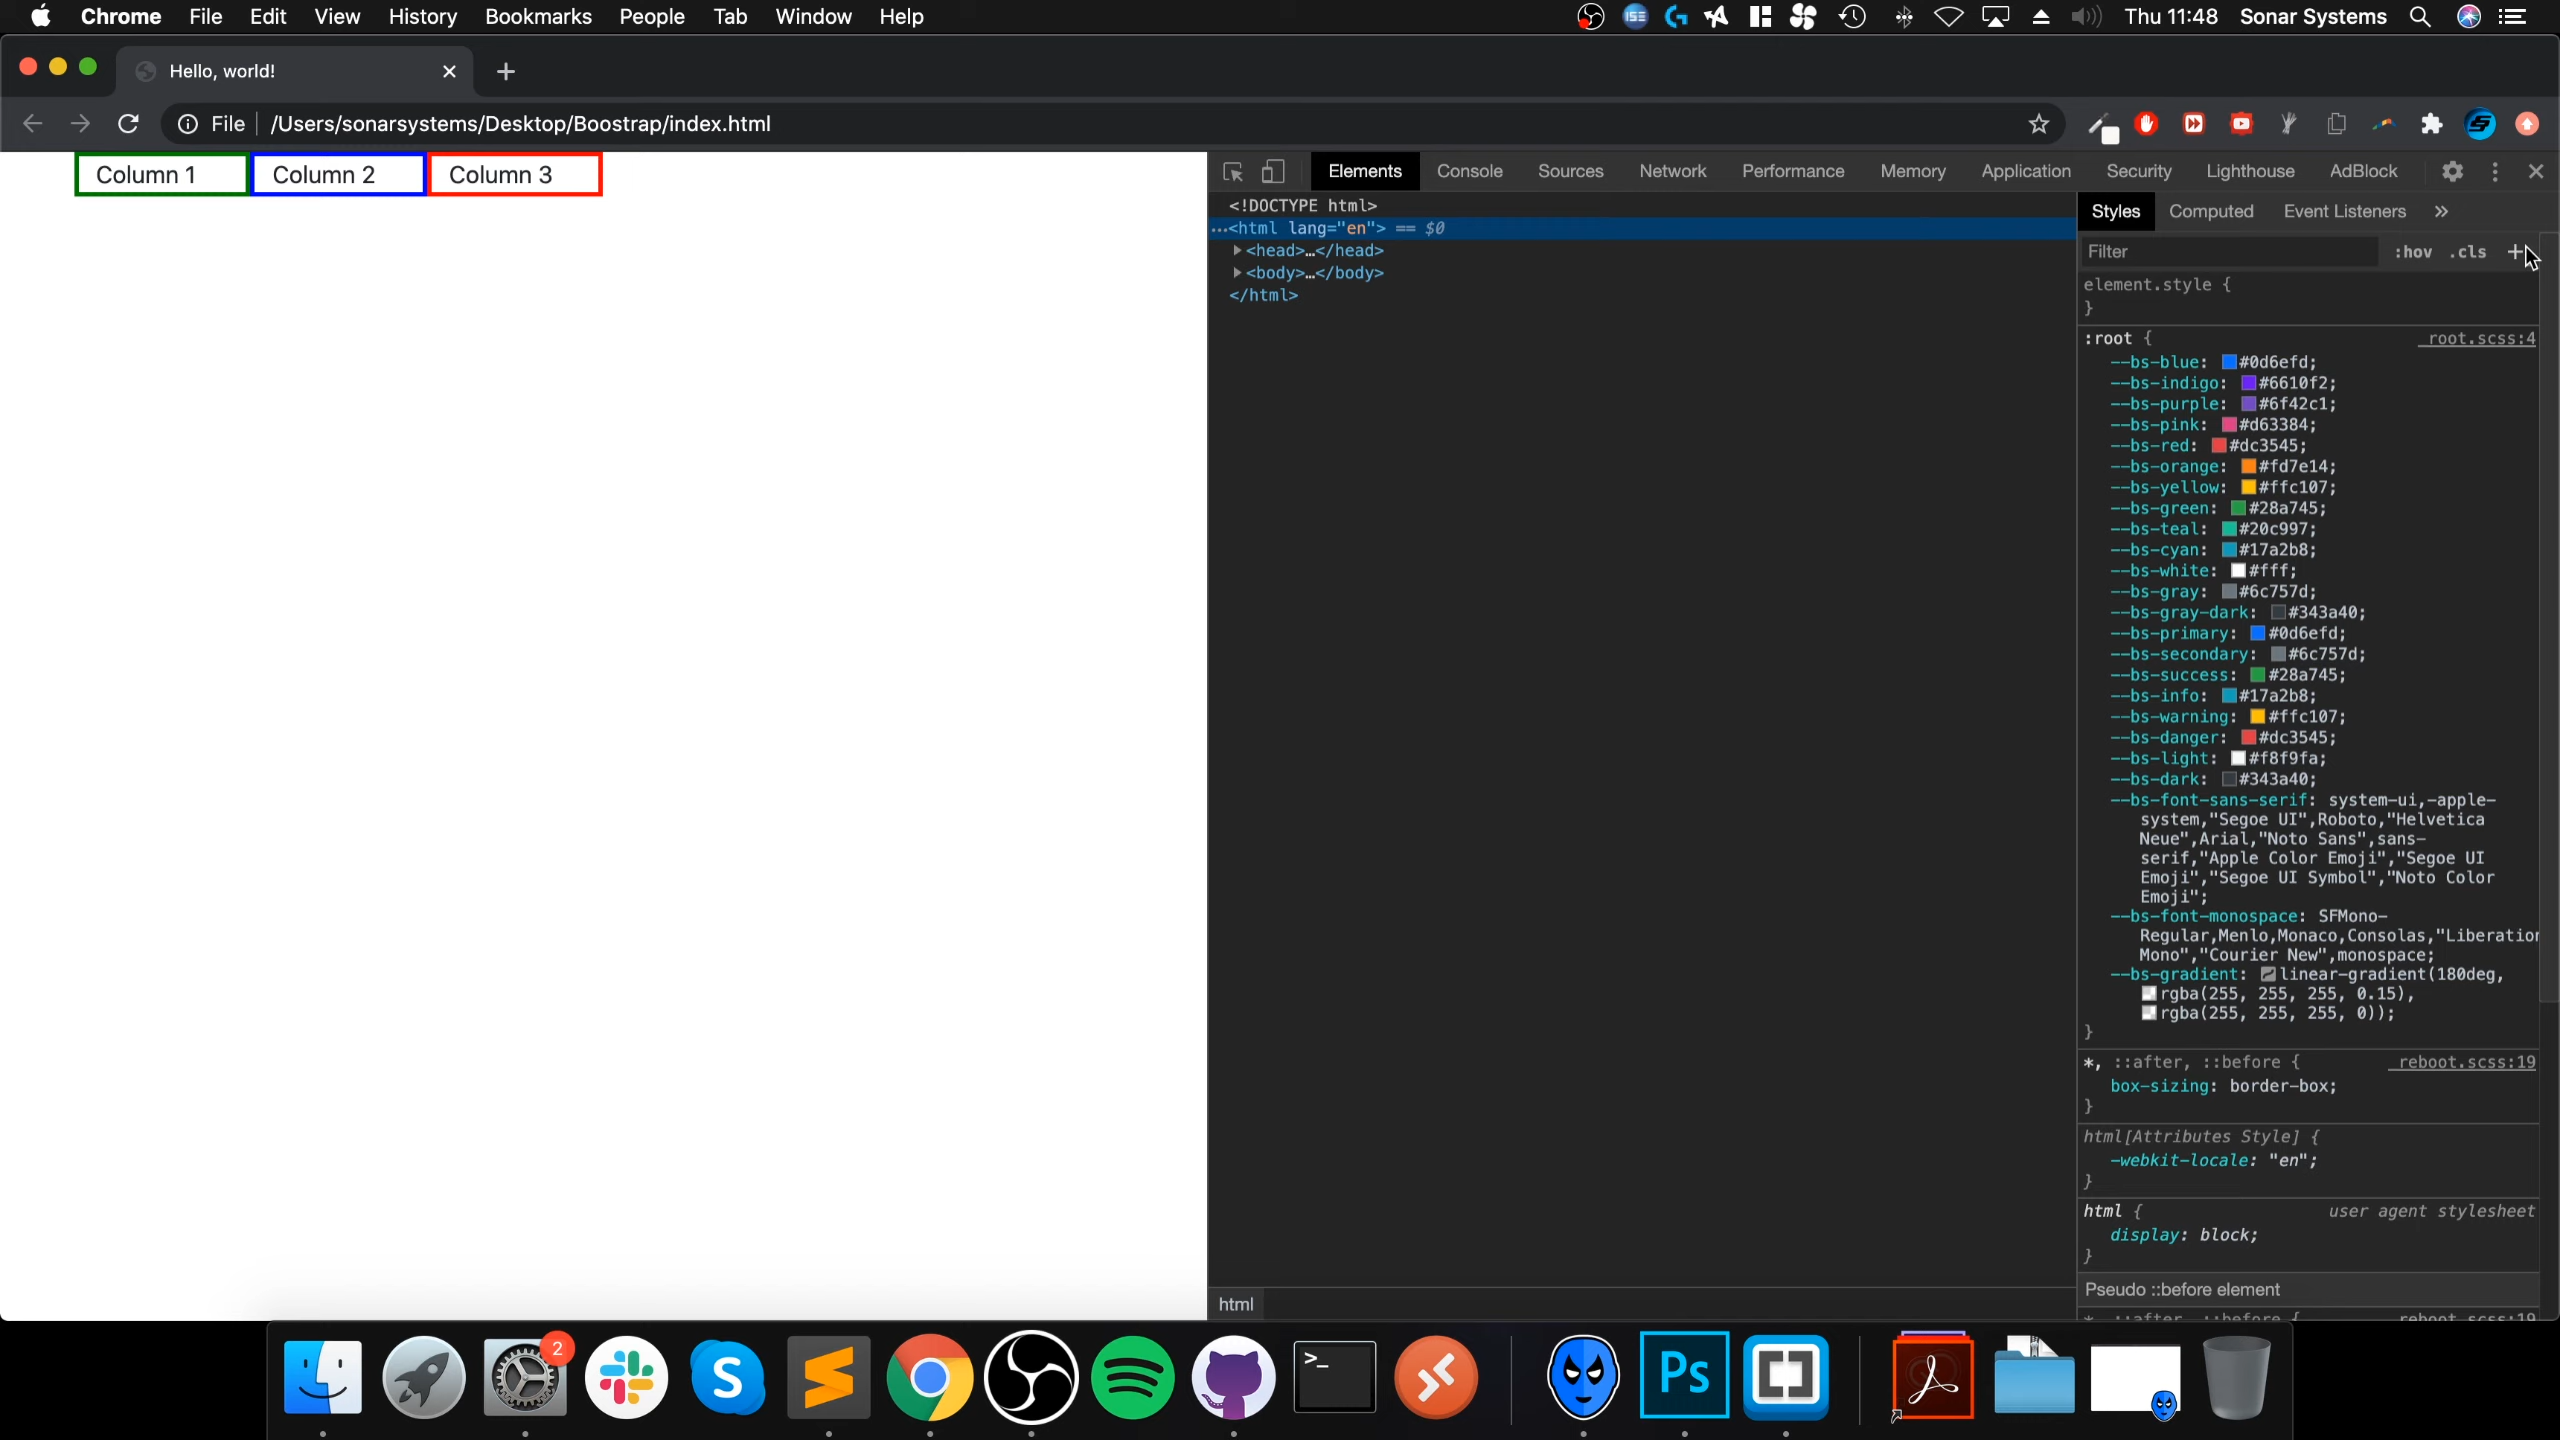 Chrome File Edit View History Bookmarks People Tab Window Help
ISE
Thu 11:48 Sonar Systems
Hello, world!
File /Users/sonarsystems/Desktop/Boostrap/index.html
Column 1 Column 2 Column 3
Elements Console Sources Network Performance Memory Application Security Lighthouse AdBlock
<!DOCTYPE html>
…<html lang="en"> == $0
<head>…</head>
<body>…</body>
</html>
html
Styles Computed Event Listeners »
Filter :hov .cls +
element.style {
}
:root { _root.scss:4
--bs-blue: #0d6efd;
--bs-indigo: #6610f2;
--bs-purple: #6f42c1;
--bs-pink: #d63384;
--bs-red: #dc3545;
--bs-orange: #fd7e14;
--bs-yellow: #ffc107;
--bs-green: #28a745;
--bs-teal: #20c997;
--bs-cyan: #17a2b8;
--bs-white: #fff;
--bs-gray: #6c757d;
--bs-gray-dark: #343a40;
--bs-primary: #0d6efd;
--bs-secondary: #6c757d;
--bs-success: #28a745;
--bs-info: #17a2b8;
--bs-warning: #ffc107;
--bs-danger: #dc3545;
--bs-light: #f8f9fa;
--bs-dark: #343a40;
--bs-font-sans-serif: system-ui,-apple-
system,"Segoe UI",Roboto,"Helvetica
Neue",Arial,"Noto Sans",sans-
serif,"Apple Color Emoji","Segoe UI
Emoji","Segoe UI Symbol","Noto Color
Emoji";
--bs-font-monospace: SFMono-
Regular,Menlo,Monaco,Consolas,"Liberation
Mono","Courier New",monospace;
--bs-gradient: linear-gradient(180deg,
rgba(255, 255, 255, 0.15),
rgba(255, 255, 255, 0));
}
*, ::after, ::before { _reboot.scss:19
box-sizing: border-box;
}
html[Attributes Style] {
-webkit-locale: "en";
}
html { user agent stylesheet
display: block;
}
Pseudo ::before element
*, ::after, ::before { _reboot.scss:19
2
S
>_
Ps